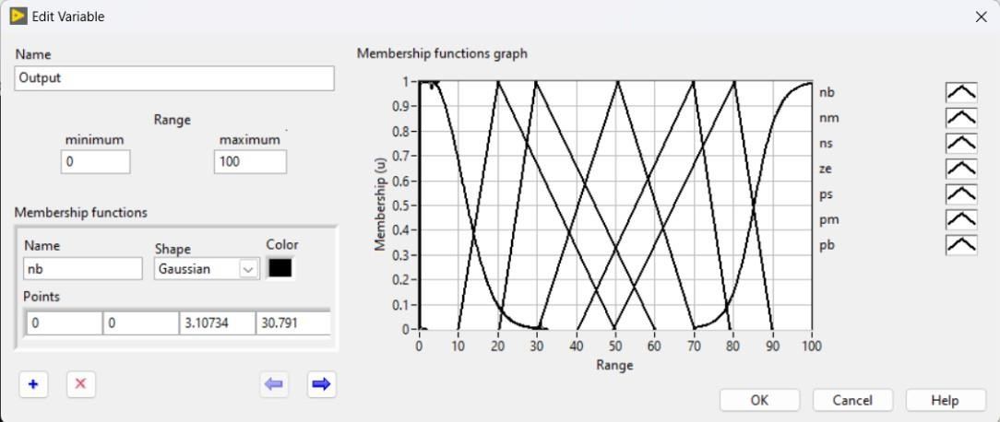 Edit Variable
Name
Output
Range
minimum maximum
0 100
Membership functions
Name Shape Color
nb Gaussian
Points
0 0 3.10734 30.791
Membership functions graph
Membership (u)
1
0.9
0.8
0.7
0.6
0.5
0.4
0.3
0.2
0.1
0
0 10 20 30 40 50 60 70 80 90 100
Range
nb
nm
ns
ze
ps
pm
pb
OK Cancel Help